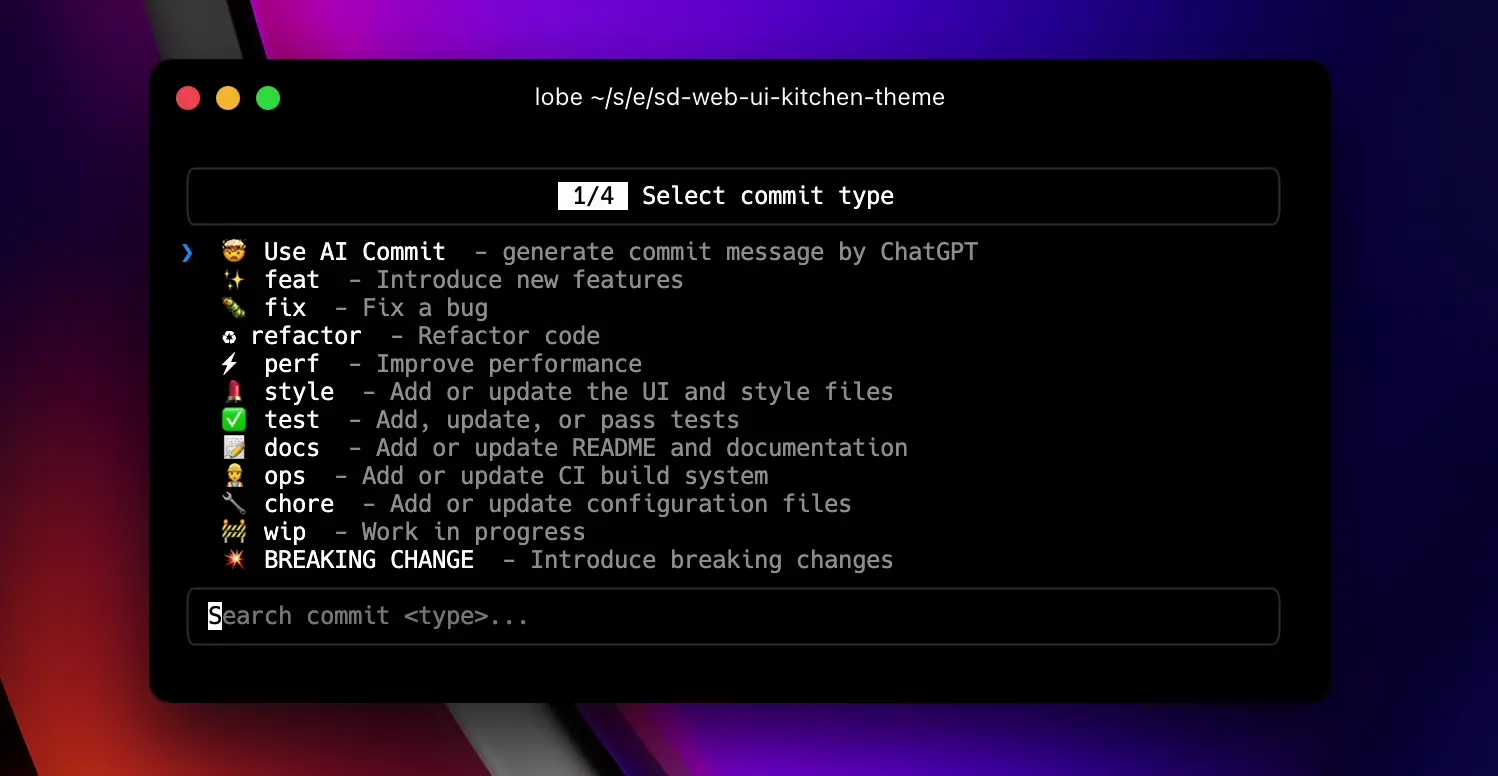 lobe ~/s/e/sd-web-ui-kitchen-theme
1/4 Select commit type
❯ 🤯 Use AI Commit - generate commit message by ChatGPT
✨ feat - Introduce new features
🐛 fix - Fix a bug
♻ refactor - Refactor code
⚡ perf - Improve performance
💄 style - Add or update the UI and style files
✅ test - Add, update, or pass tests
📝 docs - Add or update README and documentation
👷 ops - Add or update CI build system
🔧 chore - Add or update configuration files
🚧 wip - Work in progress
💥 BREAKING CHANGE - Introduce breaking changes
Search commit <type>...